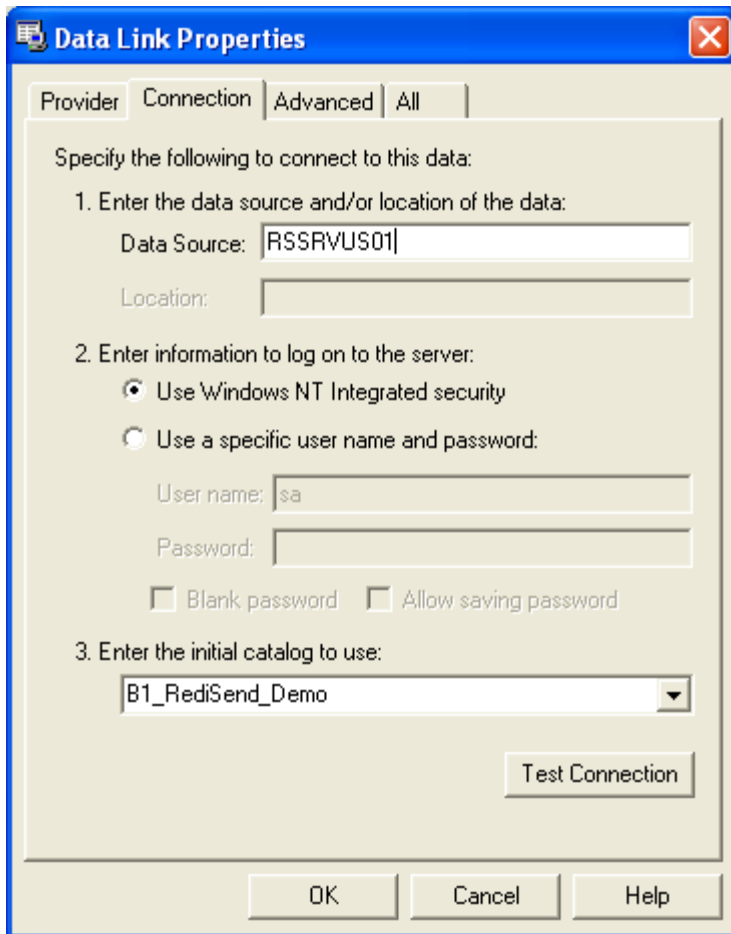 Data Link Properties
Provider Connection Advanced All
Specify the following to connect to this data:
1. Enter the data source and/or location of the data:
Data Source: RSSRVUS01
Location:
2. Enter information to log on to the server:
Use Windows NT Integrated security
Use a specific user name and password:
User name: sa
Password:
Blank password Allow saving password
3. Enter the initial catalog to use:
B1_RediSend_Demo
Test Connection
OK Cancel Help